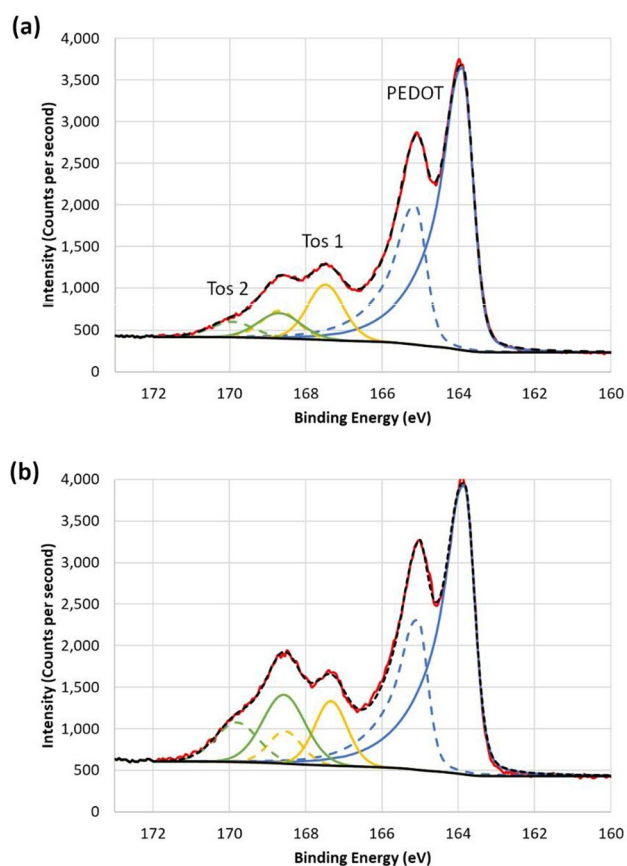 (a)
4,000
3,500
3,000
2,500
2,000
1,500
1,000
500
0
Intensity (Counts per second)
PEDOT
Tos 1
Tos 2
172 170 168 166 165 164 162 160
Binding Energy (eV)
(b)
4,000
3,500
3,000
2,500
2,000
1,500
1,000
500
0
Intensity (Counts per second)
172 170 168 166 165 164 162 160
Binding Energy (eV)